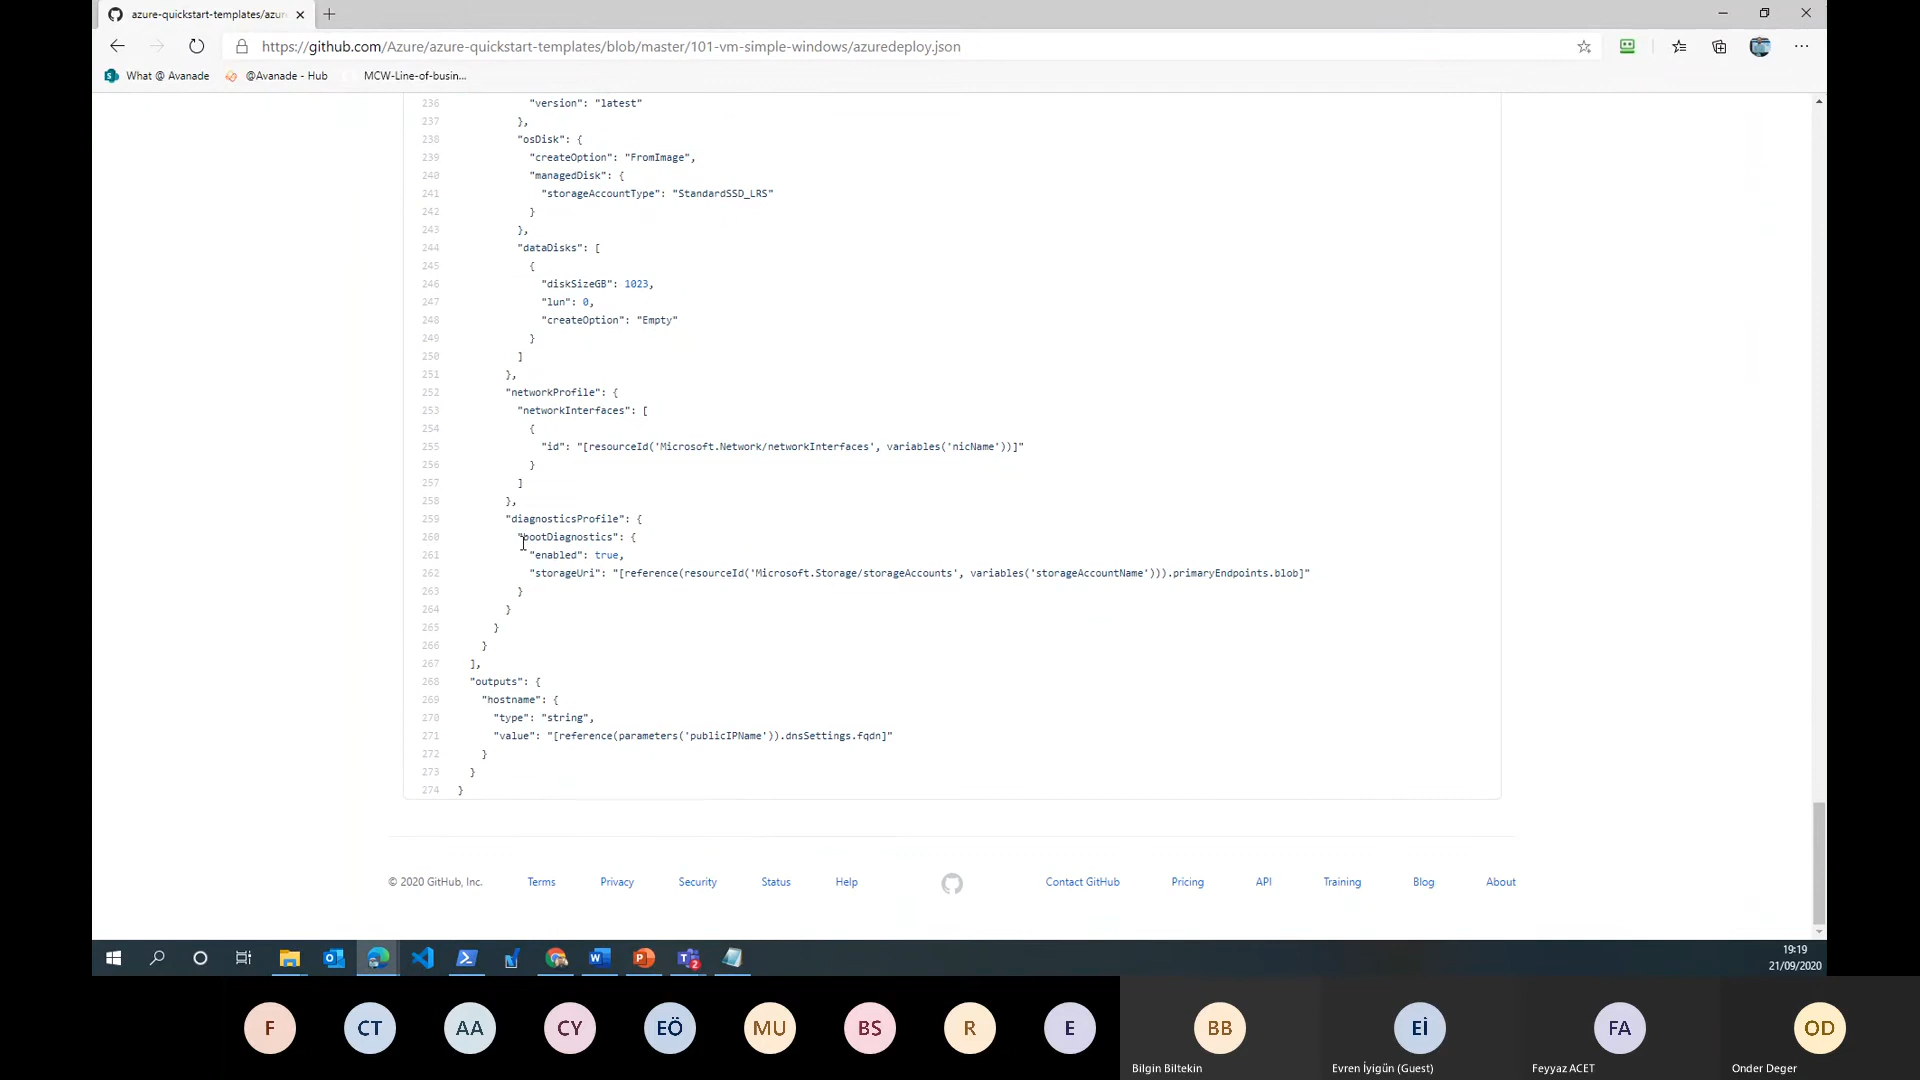 azure-quickstart-templates/azur
https://github.com/Azure/azure-quickstart-templates/blob/master/101-vm-simple-windows/azuredeploy.json
What @ Avanade @Avanade - Hub MCW-Line-of-busin...
236 "version": "latest"
237 },
238 "osDisk": {
239 "createOption": "FromImage",
240 "managedDisk": {
241 "storageAccountType": "StandardSSD_LRS"
242 }
243 },
244 "dataDisks": [
245 {
246 "diskSizeGB": 1023,
247 "lun": 0,
248 "createOption": "Empty"
249 }
250 ]
251 },
252 "networkProfile": {
253 "networkInterfaces": [
254 {
255 "id": "[resourceId('Microsoft.Network/networkInterfaces', variables('nicName'))]"
256 }
257 ]
258 },
259 "diagnosticsProfile": {
260 "bootDiagnostics": {
261 "enabled": true,
262 "storageUri": "[reference(resourceId('Microsoft.Storage/storageAccounts', variables('storageAccountName'))).primaryEndpoints.blob]"
263 }
264 }
265 }
266 }
267 ],
268 "outputs": {
269 "hostname": {
270 "type": "string",
271 "value": "[reference(parameters('publicIPName')).dnsSettings.fqdn]"
272 }
273 }
274 }
© 2020 GitHub, Inc. Terms Privacy Security Status Help Contact GitHub Pricing API Training Blog About
19:19
21/09/2020
F CT AA CY EÖ MU BS R E BB Eİ FA OD
Bilgin Biltekin Evren İyigün (Guest) Feyyaz ACET Onder Deger